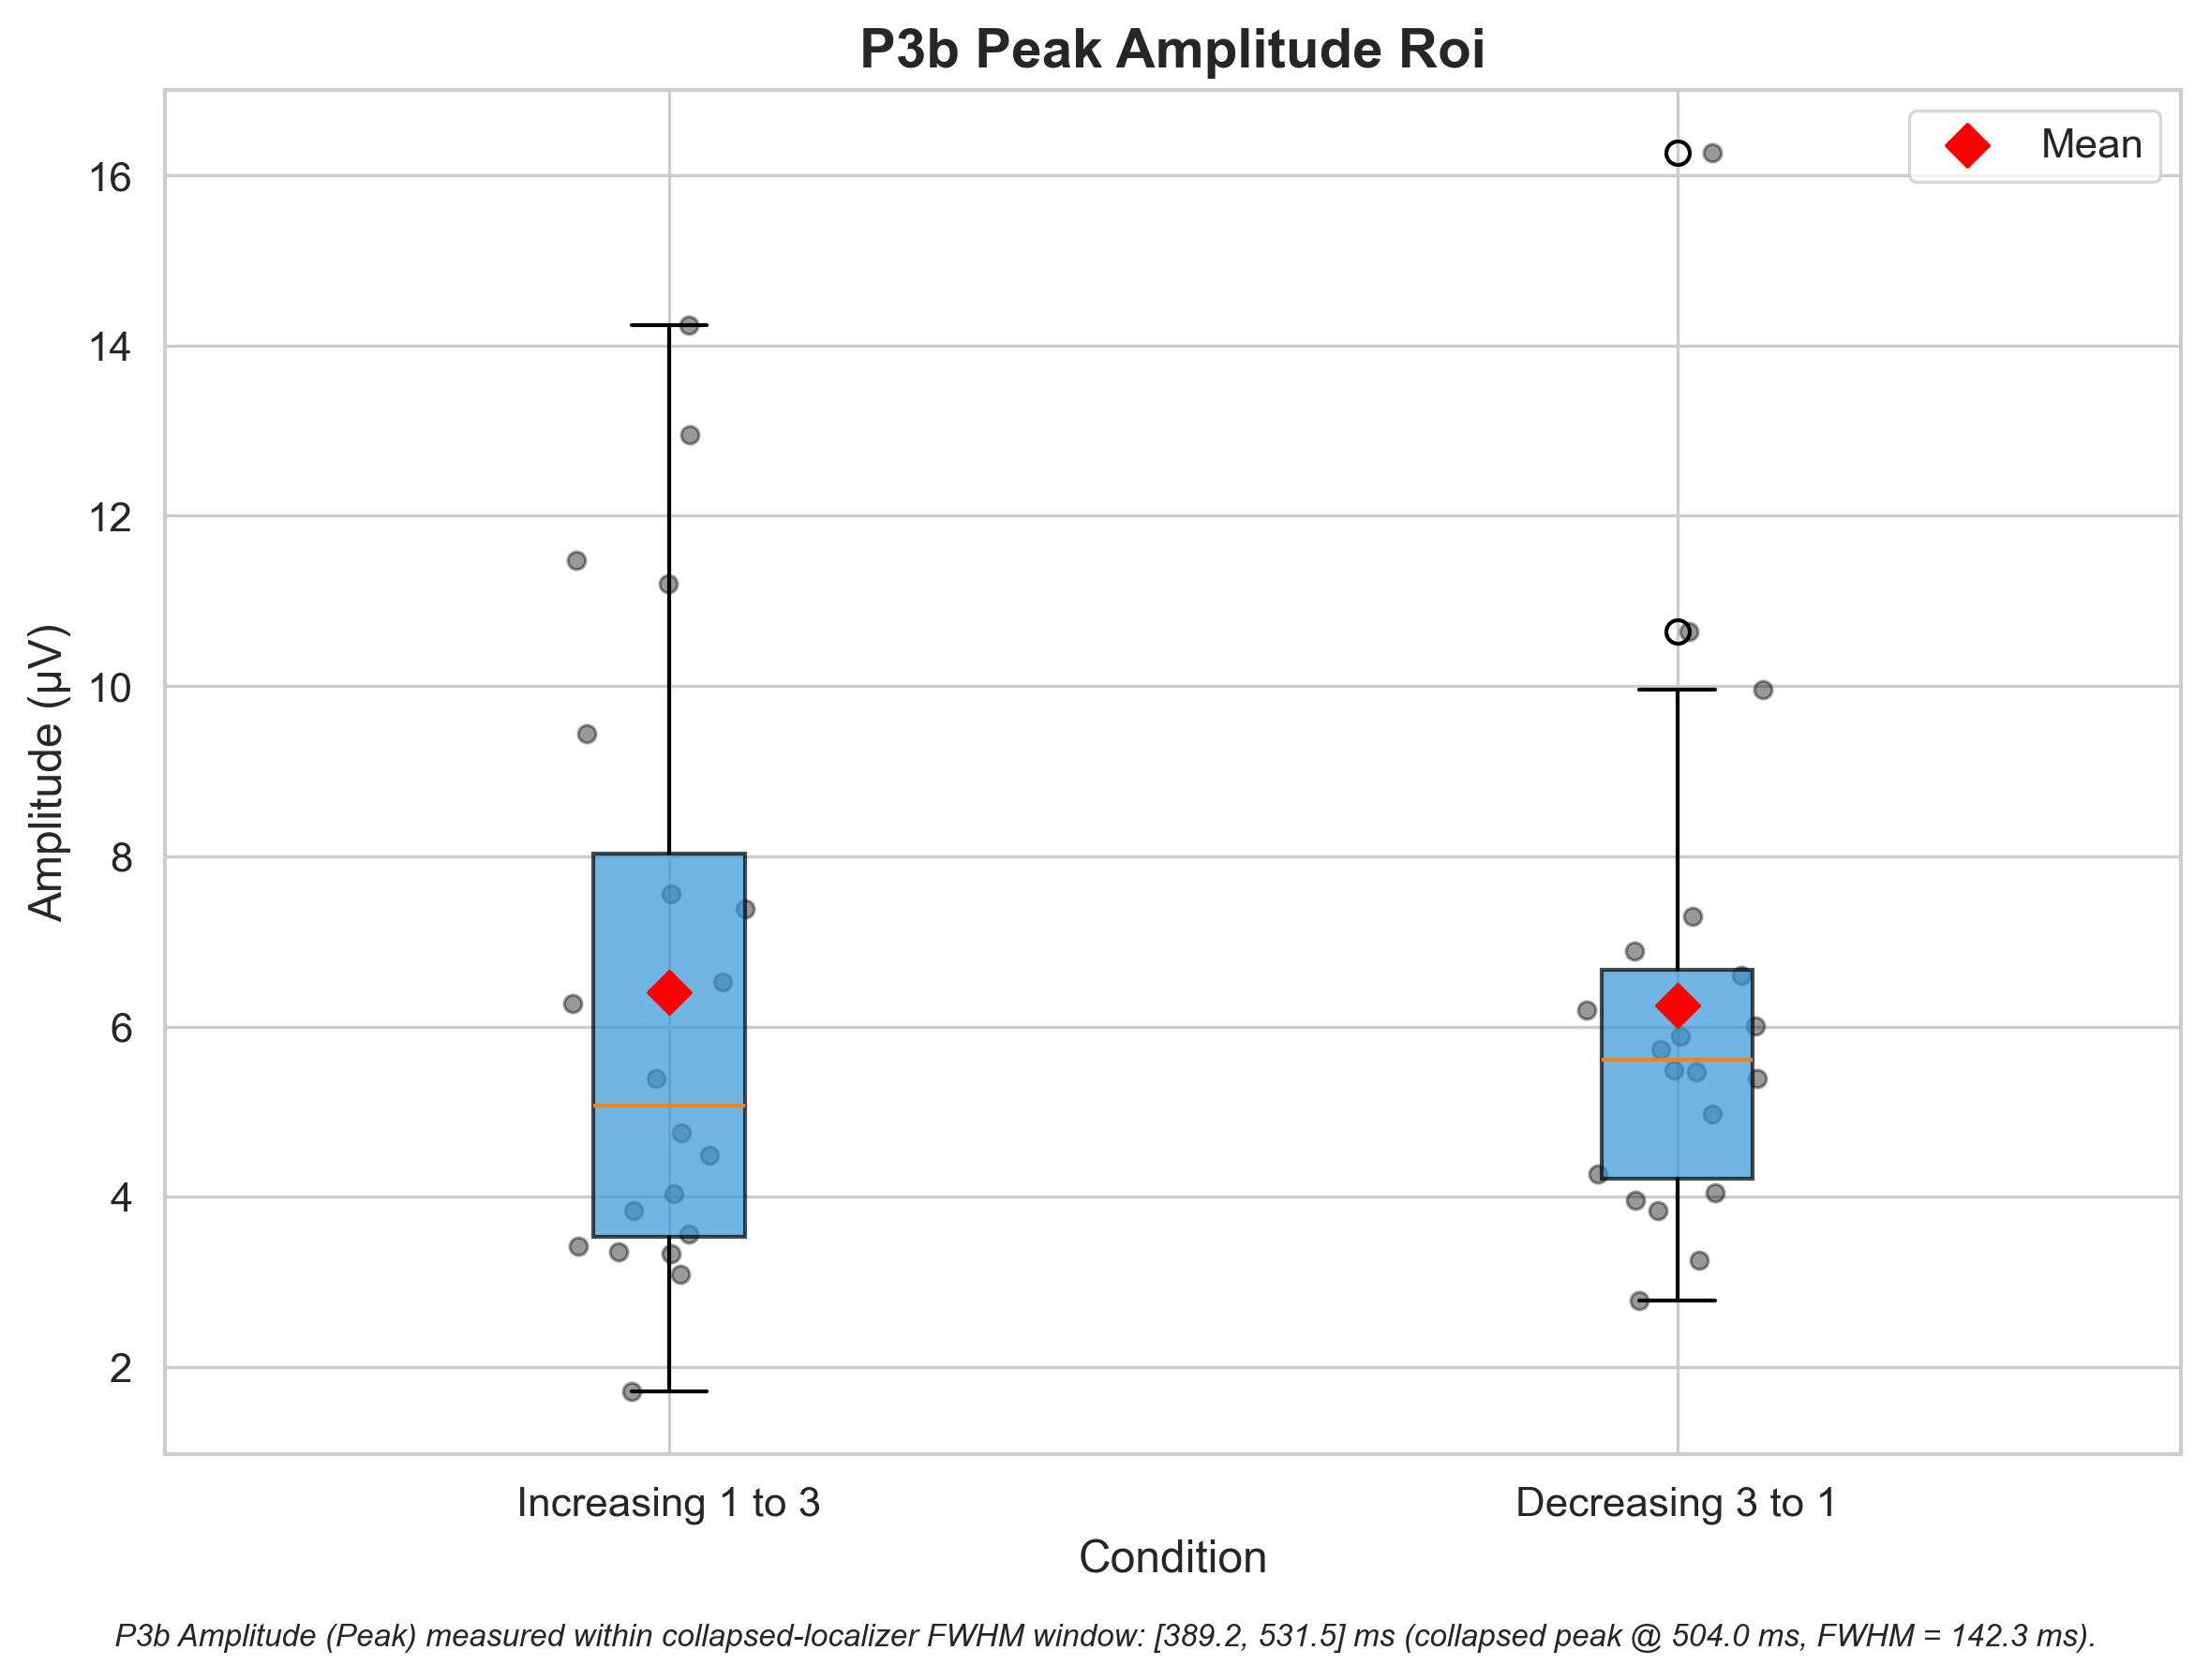 P3b Peak Amplitude Roi
Mean
16
14
12
10
8
6
4
2
Amplitude (µV)
Increasing 1 to 3
Decreasing 3 to 1
Condition
P3b Amplitude (Peak) measured within collapsed-localizer FWHM window: [389.2, 531.5] ms (collapsed peak @ 504.0 ms, FWHM = 142.3 ms).